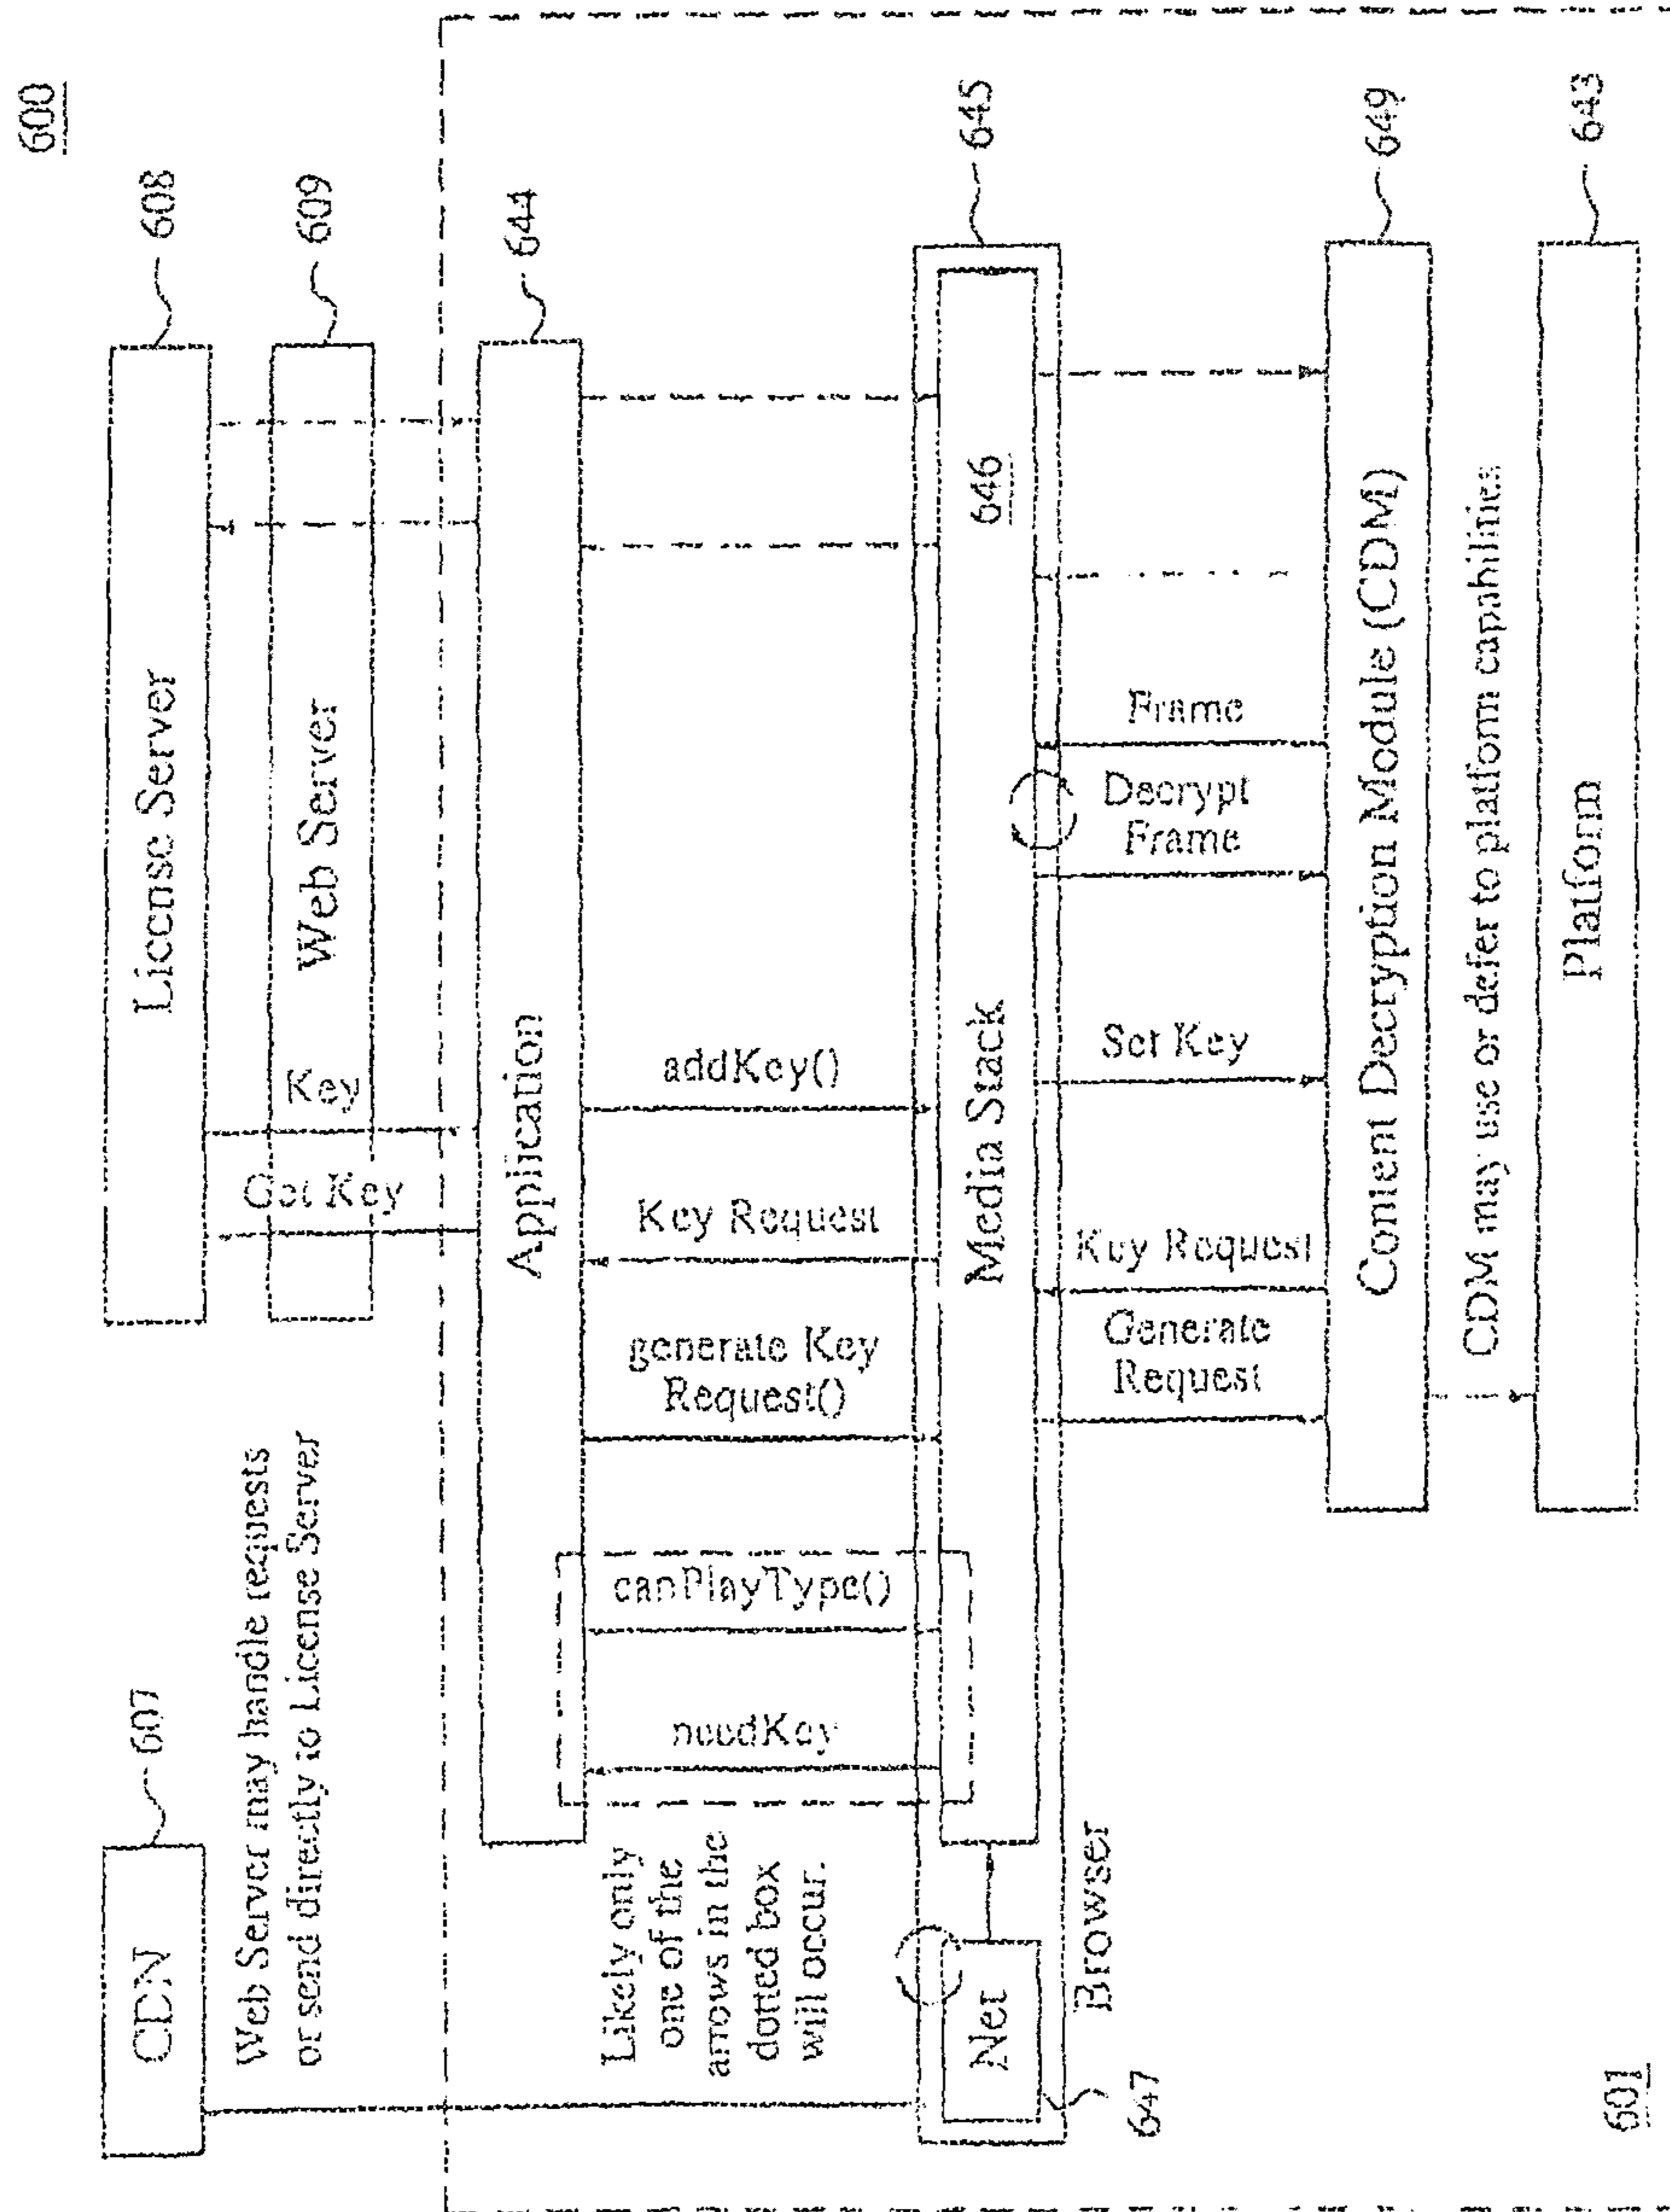 600
CDN
607
License Server
608
Web Server may handle requests
or send directly to License Server
Web Server
609
Get Key
Key
Application
644
Likely only
one of the
arrows in the
dotted box
will occur.
needKey
canPlayType()
generate Key
Request()
Key Request
addKey()
Net
647
Media Stack
646
645
Browser
Generate
Request
Key Request
Set Key
Decrypt
Frame
Frame
Content Decryption Module (CDM)
649
CDM may use or defer to platform capabilities
Platform
643
601